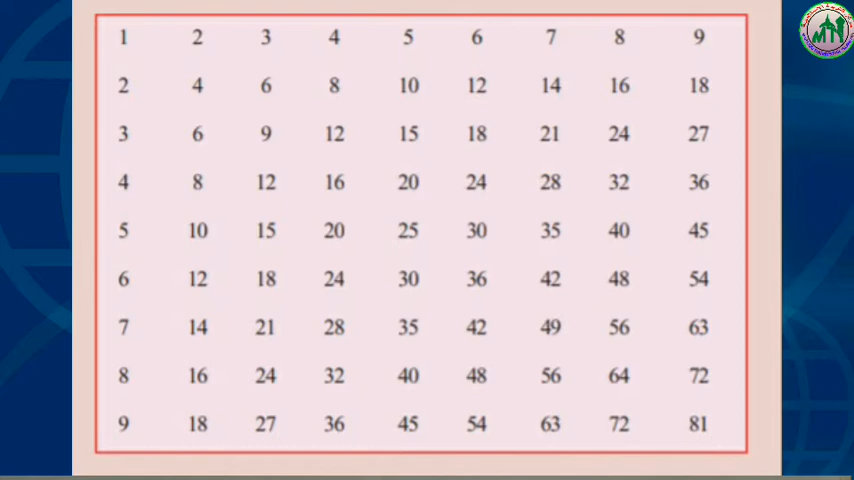 1 2 3 4 5 6 7 8 9
2 4 6 8 10 12 14 16 18
3 6 9 12 15 18 21 24 27
4 8 12 16 20 24 28 32 36
5 10 15 20 25 30 35 40 45
6 12 18 24 30 36 42 48 54
7 14 21 28 35 42 49 56 63
8 16 24 32 40 48 56 64 72
9 18 27 36 45 54 63 72 81